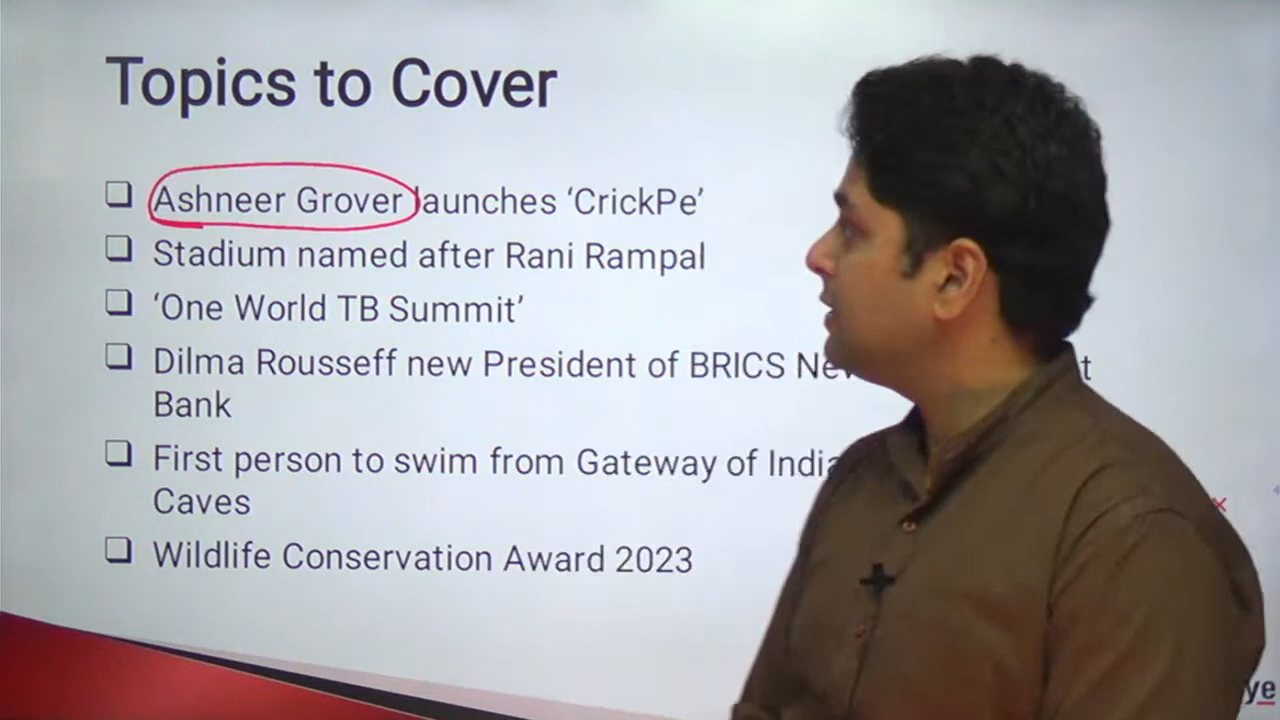 Topics to Cover
Ashneer Grover launches ‘CrickPe’
Stadium named after Rani Rampal
‘One World TB Summit’
Dilma Rousseff new President of BRICS
Bank
First person to swim from Gateway of India
Caves
Wildlife Conservation Award 2023